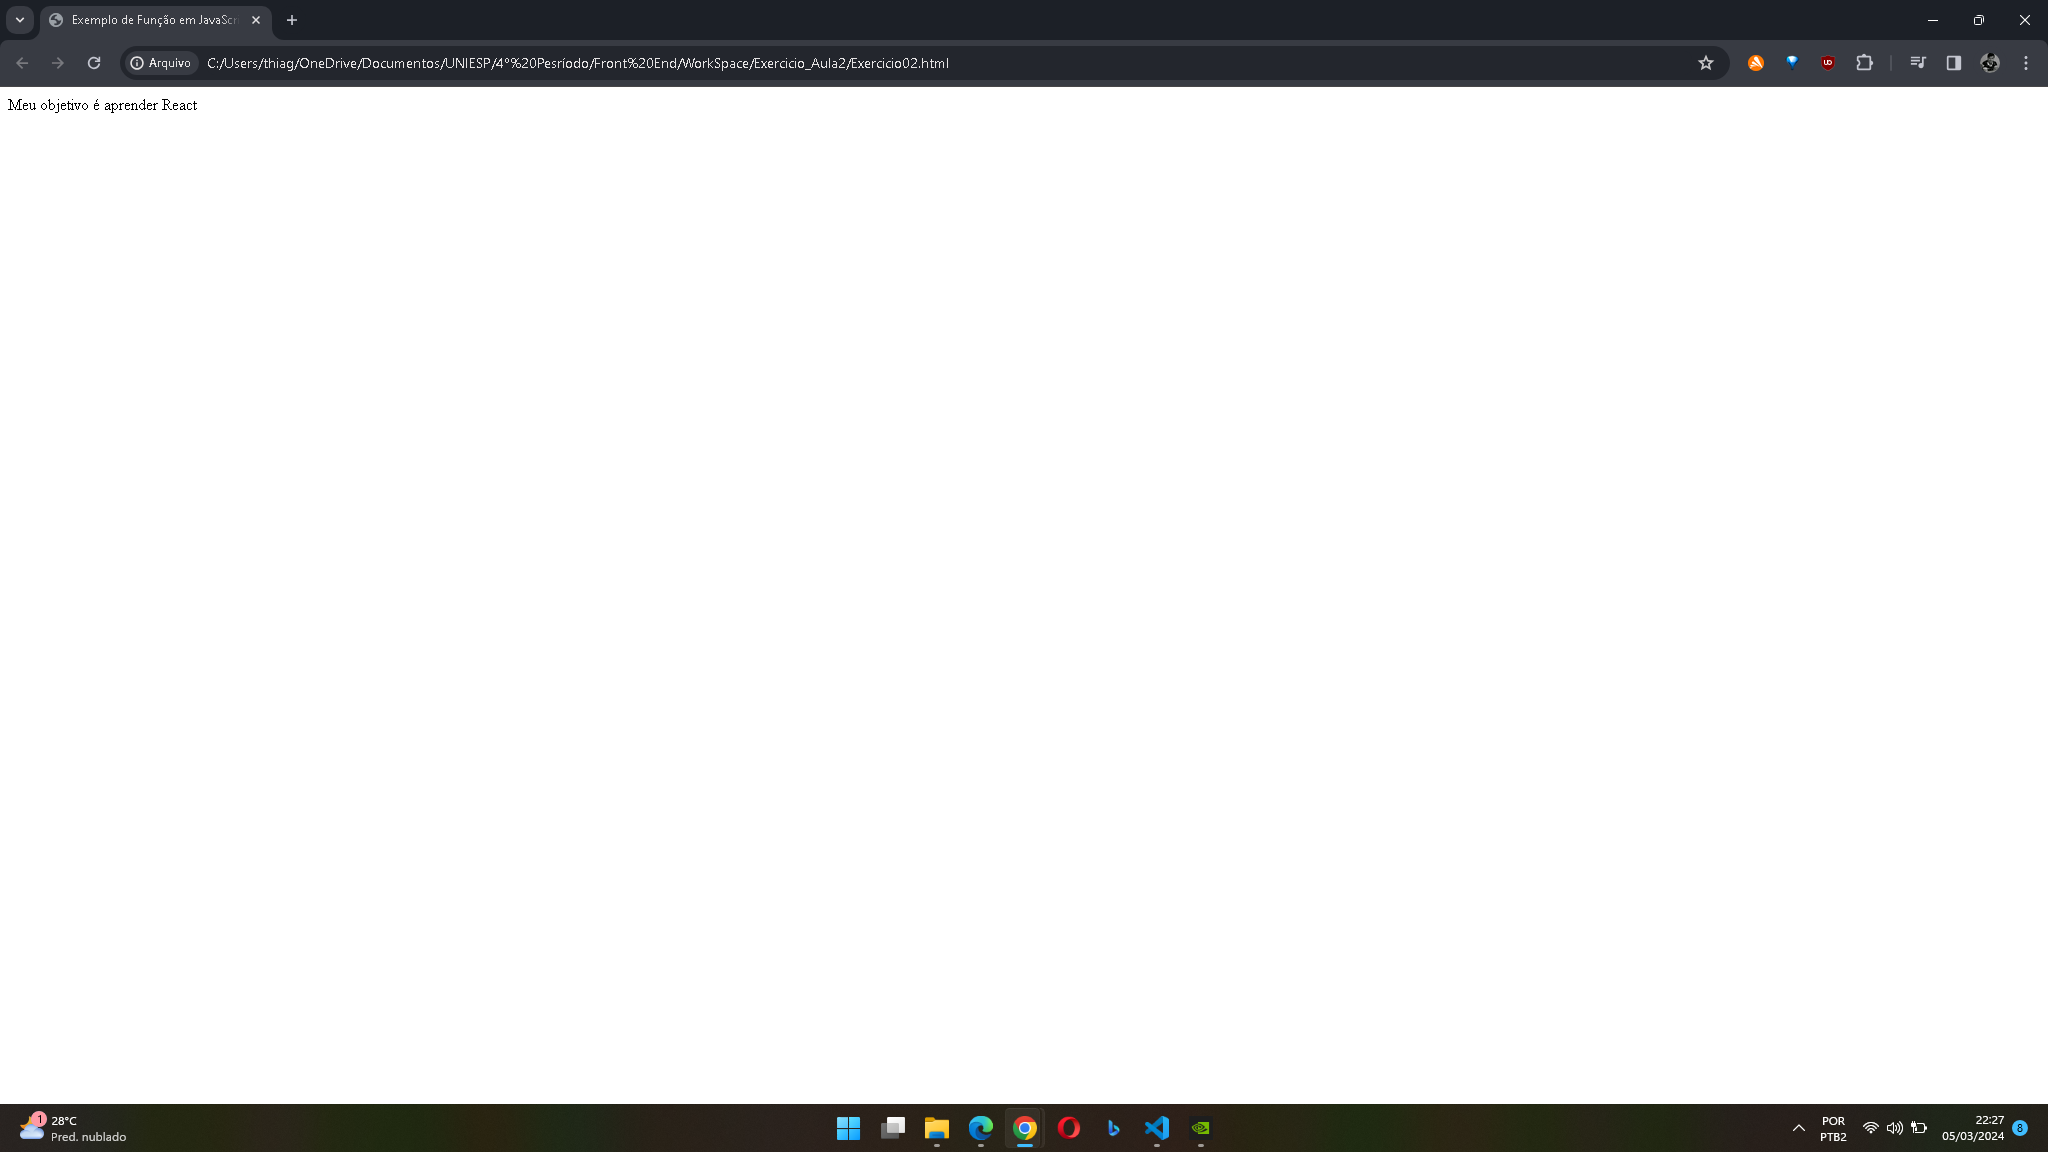 Exemplo de Função em JavaScr
Arquivo
C:/Users/thiag/OneDrive/Documentos/UNIESP/4°%20Pesríodo/Front%20End/WorkSpace/Exercicio_Aula2/Exercicio02.html
Meu objetivo é aprender React
1
28°C
Pred. nublado
POR
PTB2
22:27
05/03/2024
8